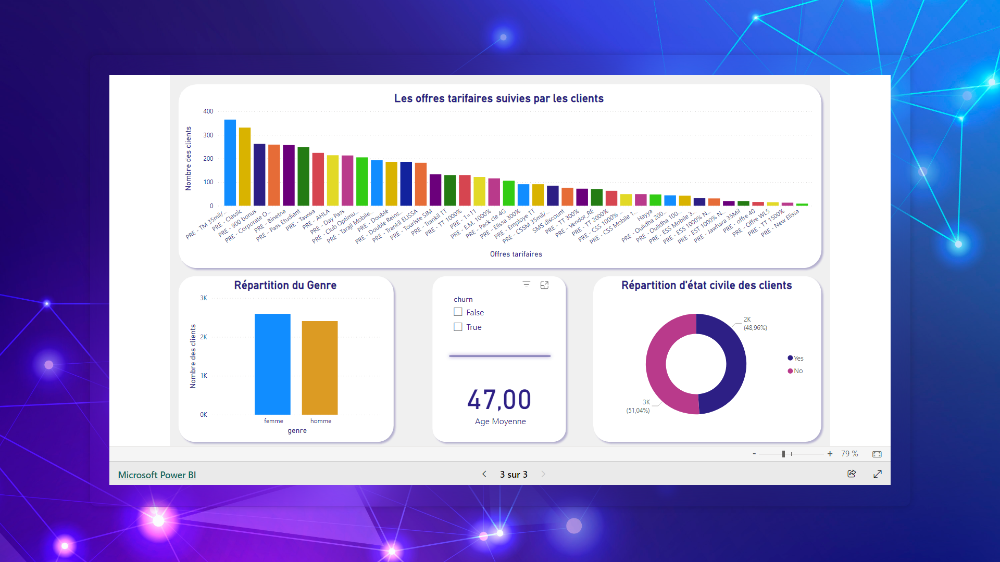 Les offres tarifaires suivies par les clients
Nombre des clients
400
300
200
100
0
PRE - TM 35mil/...
PRE - Classic
PRE - 900 bonus
PRE - Corporate O...
PRE - Binetna
PRE - Pass Etudiant
PRE - Tawwa
PRE - AHLA
PRE - Day Pass
PRE - Club Optimu...
PRE - Taraji Mobile...
PRE - Doublé
PRE - Double Reins...
PRE - Trankil ELISSA
PRE - Touriste SIM
PRE - Trankil TT
PRE - TT 1000%
PRE - 1=11
PRE - E.M. 1000%
PRE - Pack cle 4G
PRE - Elissa 300%
PRE - Employe TT
PRE - CSSM 35mil/...
SMS discount
PRE - TT 300%
PRE - Vendor_RE
PRE - TT 2000%
PRE - CSS 1000% ...
PRE - CSS Mobile 1...
Hayya
PRE - Oulidha 200...
PRE - Oulidha 100...
PRE - ESS Mobile 3...
PRE - ESS 1000% N...
PRE - EST 1000% N...
PRE - Jawhara 35Mil
PRE - offre 40
PRE - Offre WL5
PRE - TT 1500%
PRE - New Elissa
Offres tarifaires
Répartition du Genre
Nombre des clients
3K
2K
1K
0K
femme homme
genre
churn
False
True
47,00
Age Moyenne
Répartition d'état civile des clients
2K
(48,96%)
Yes
No
3K
(51,04%)
- + 79 %
Microsoft Power BI
3 sur 3